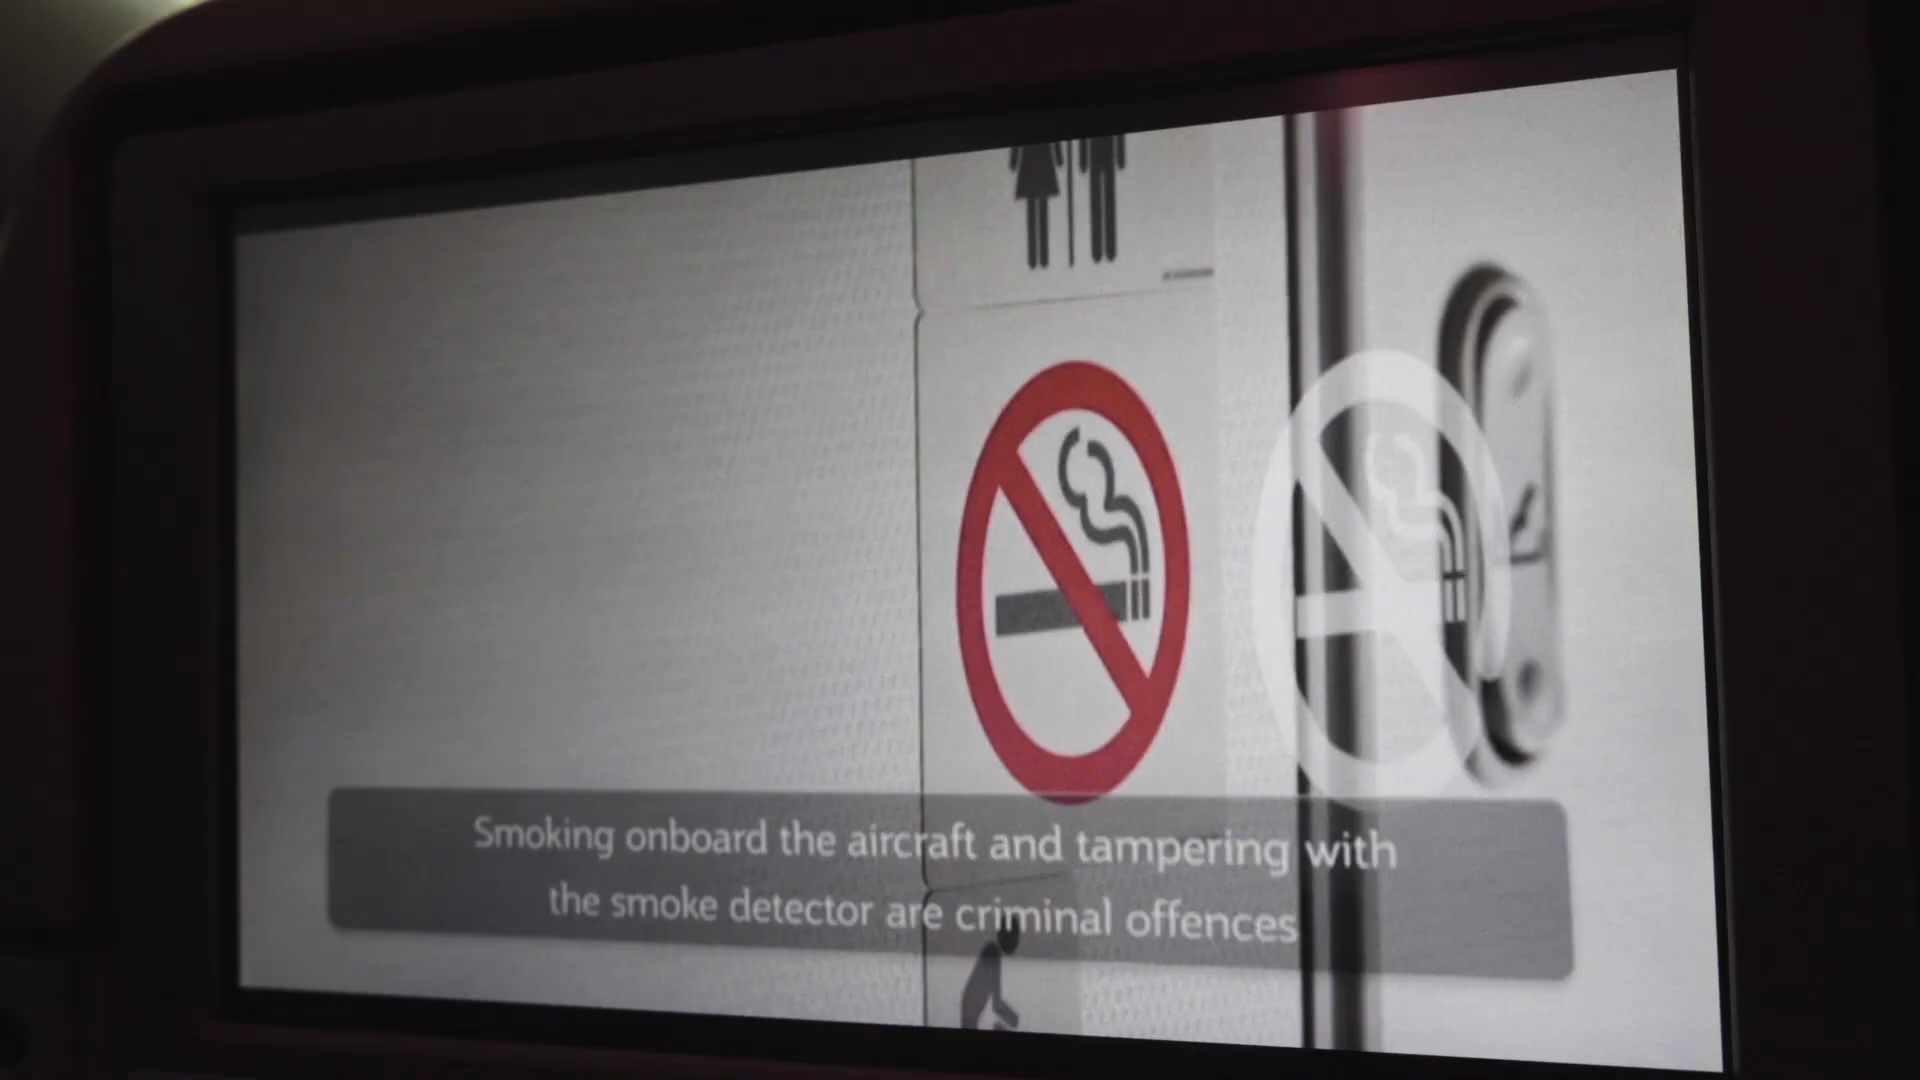 Smoking onboard the aircraft and tampering with
the smoke detector are criminal offences